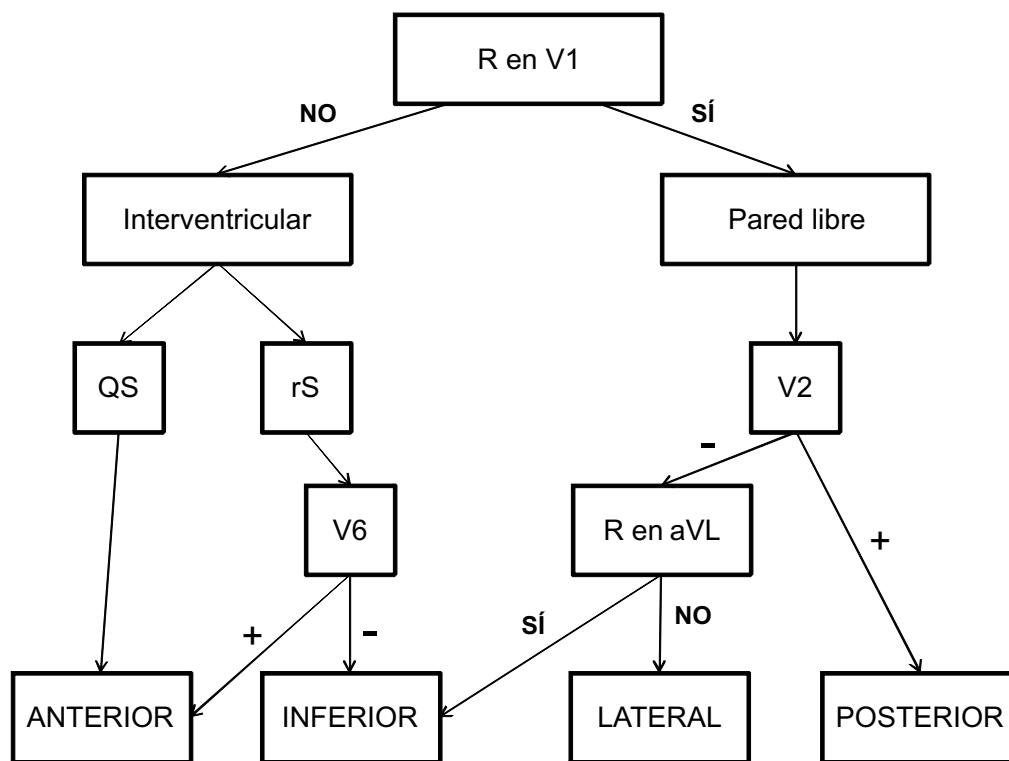 R en V1
NO
SÍ
Interventricular
Pared libre
QS
rS
V2
-
V6
R en aVL
+
+
-
SÍ
NO
ANTERIOR
INFERIOR
LATERAL
POSTERIOR